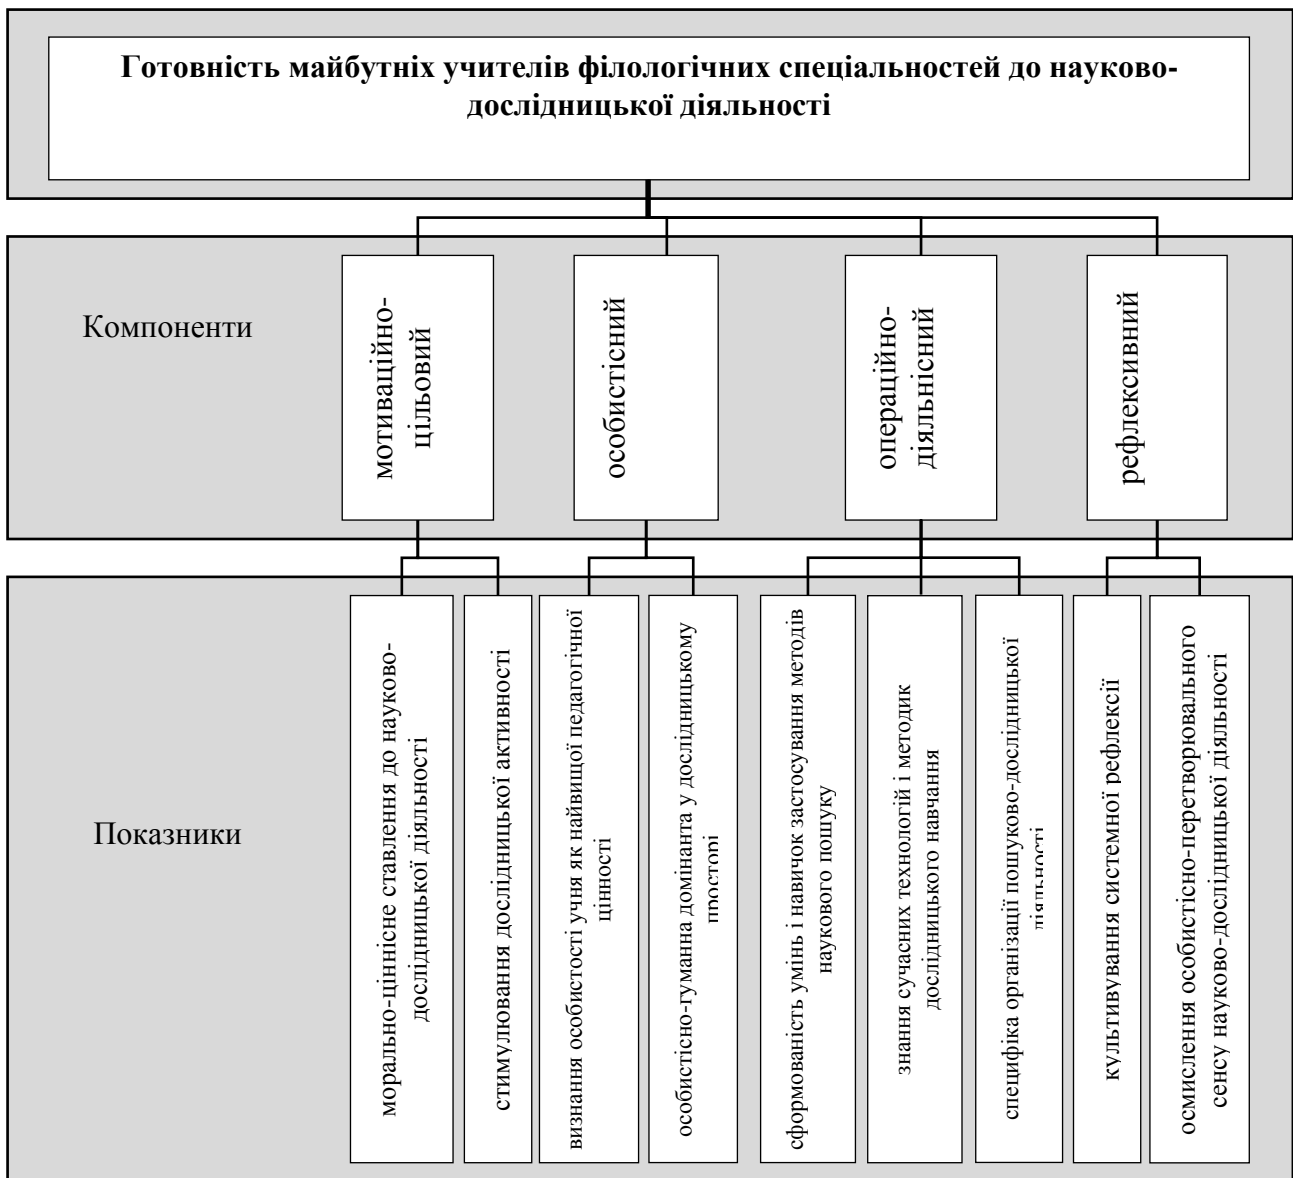 Готовність майбутніх учителів філологічних спеціальностей до науково-
дослідницької діяльності
Компоненти
мотиваційно-
цільовий
особистісний
операційно-
діяльнісний
рефлексивний
Показники
морально-ціннісне ставлення до науково-
дослідницької діяльності
стимулювання дослідницької активності
визнання особистості учня як найвищої педагогічної
цінності
особистісно-гуманна домінанта у дослідницькому
просторі
сформованість умінь і навичок застосування методів
наукового пошуку
знання сучасних технологій і методик
дослідницького навчання
специфіка організації пошуково-дослідницької
діяльності
культивування системної рефлексії
осмислення особистісно-перетворювального
сенсу науково-дослідницької діяльності